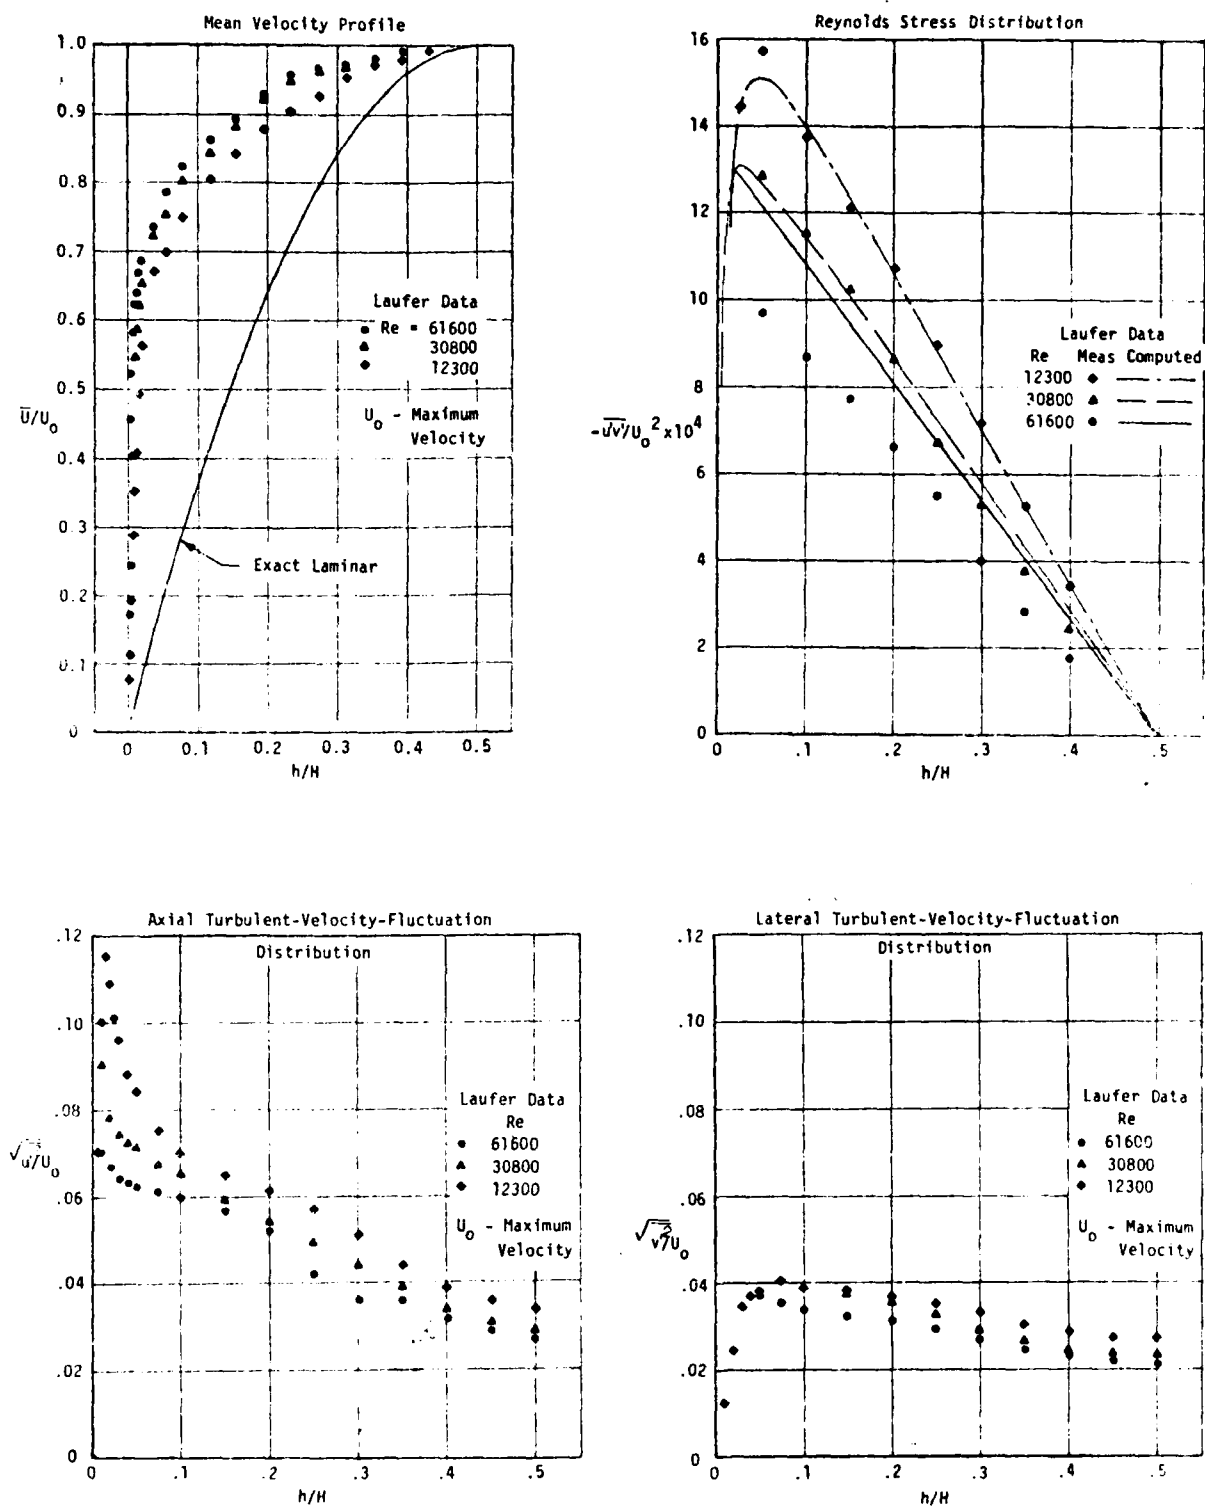 Mean Velocity Profile
1.0
0.9
0.8
0.7
0.6
0.5
0.4
0.3
0.2
0.1
0
U̅/U₀
Laufer Data
Re = 61600
30800
12300
U₀ - Maximum
Velocity
Exact Laminar
0 0.1 0.2 0.3 0.4 0.5
h/H
Reynolds Stress Distribution
16
14
12
10
8
6
4
2
0
-u'v'/U₀² x10⁴
Laufer Data
Re Meas Computed
12300
30800
61600
0 .1 .2 .3 .4 .5
h/H
Axial Turbulent-Velocity-Fluctuation
Distribution
.12
.10
.08
.06
.04
.02
0
Laufer Data
Re
61600
30800
12300
U₀ - Maximum
Velocity
0 .1 .2 .3 .4 .5
h/H
Lateral Turbulent-Velocity-Fluctuation
Distribution
.12
.10
.08
.06
.04
.02
0
Laufer Data
Re
61600
30800
12300
U₀ - Maximum
Velocity
0 .1 .2 .3 .4 .5
h/H